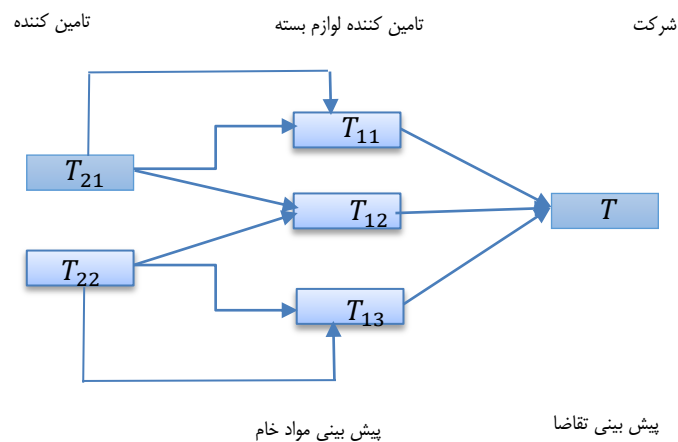 شرکت
تامین کننده لوازم بسته
تامین کننده
T₁₁
T₂₁
T₁₂
T
T₂₂
T₁₃
پیش بینی تقاضا
پیش بینی مواد خام